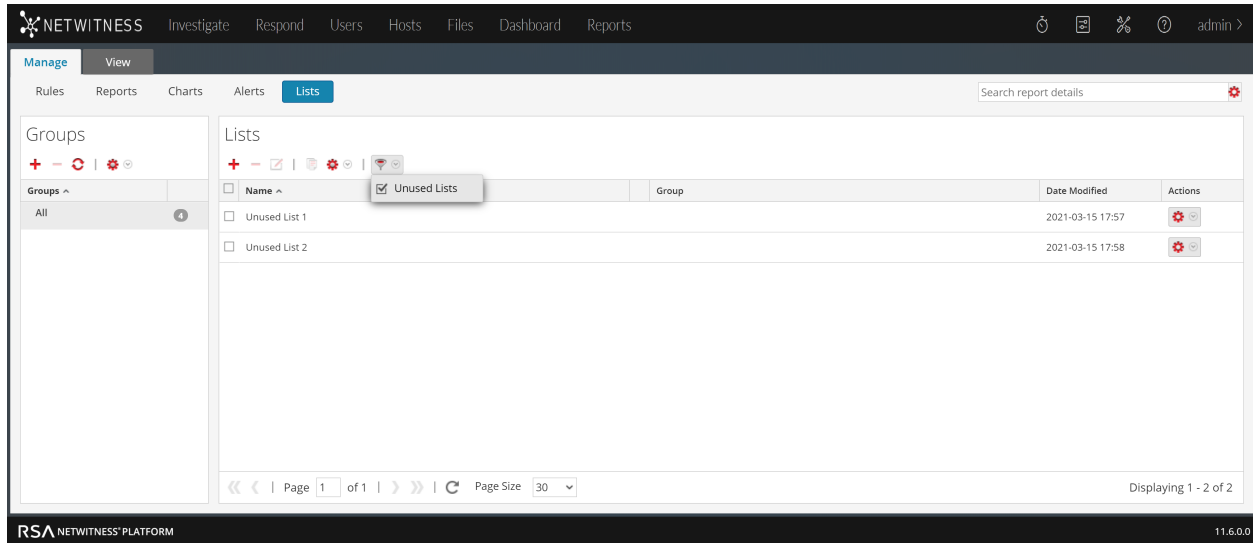 NETWITNESS Investigate Respond Users Hosts Files Dashboard Reports admin >
Manage View
Rules Reports Charts Alerts Lists Search report details
Groups
Lists
Groups
Name Group Date Modified Actions
Unused Lists
All 4
Unused List 1 2021-03-15 17:57
Unused List 2 2021-03-15 17:58
Page 1 of 1 Page Size 30 Displaying 1 - 2 of 2
RSA NETWITNESS® PLATFORM 11.6.0.0